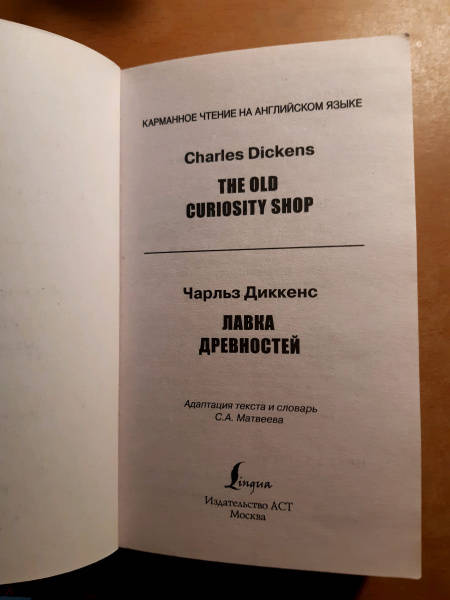 КАРМАННОЕ ЧТЕНИЕ НА АНГЛИЙСКОМ ЯЗЫКЕ
Charles Dickens
THE OLD
CURIOSITY SHOP
Чарльз Диккенс
ЛАВКА
ДРЕВНОСТЕЙ
Адаптация текста и словарь
С.А. Матвеева
Lingua
Издательство АСТ
Москва